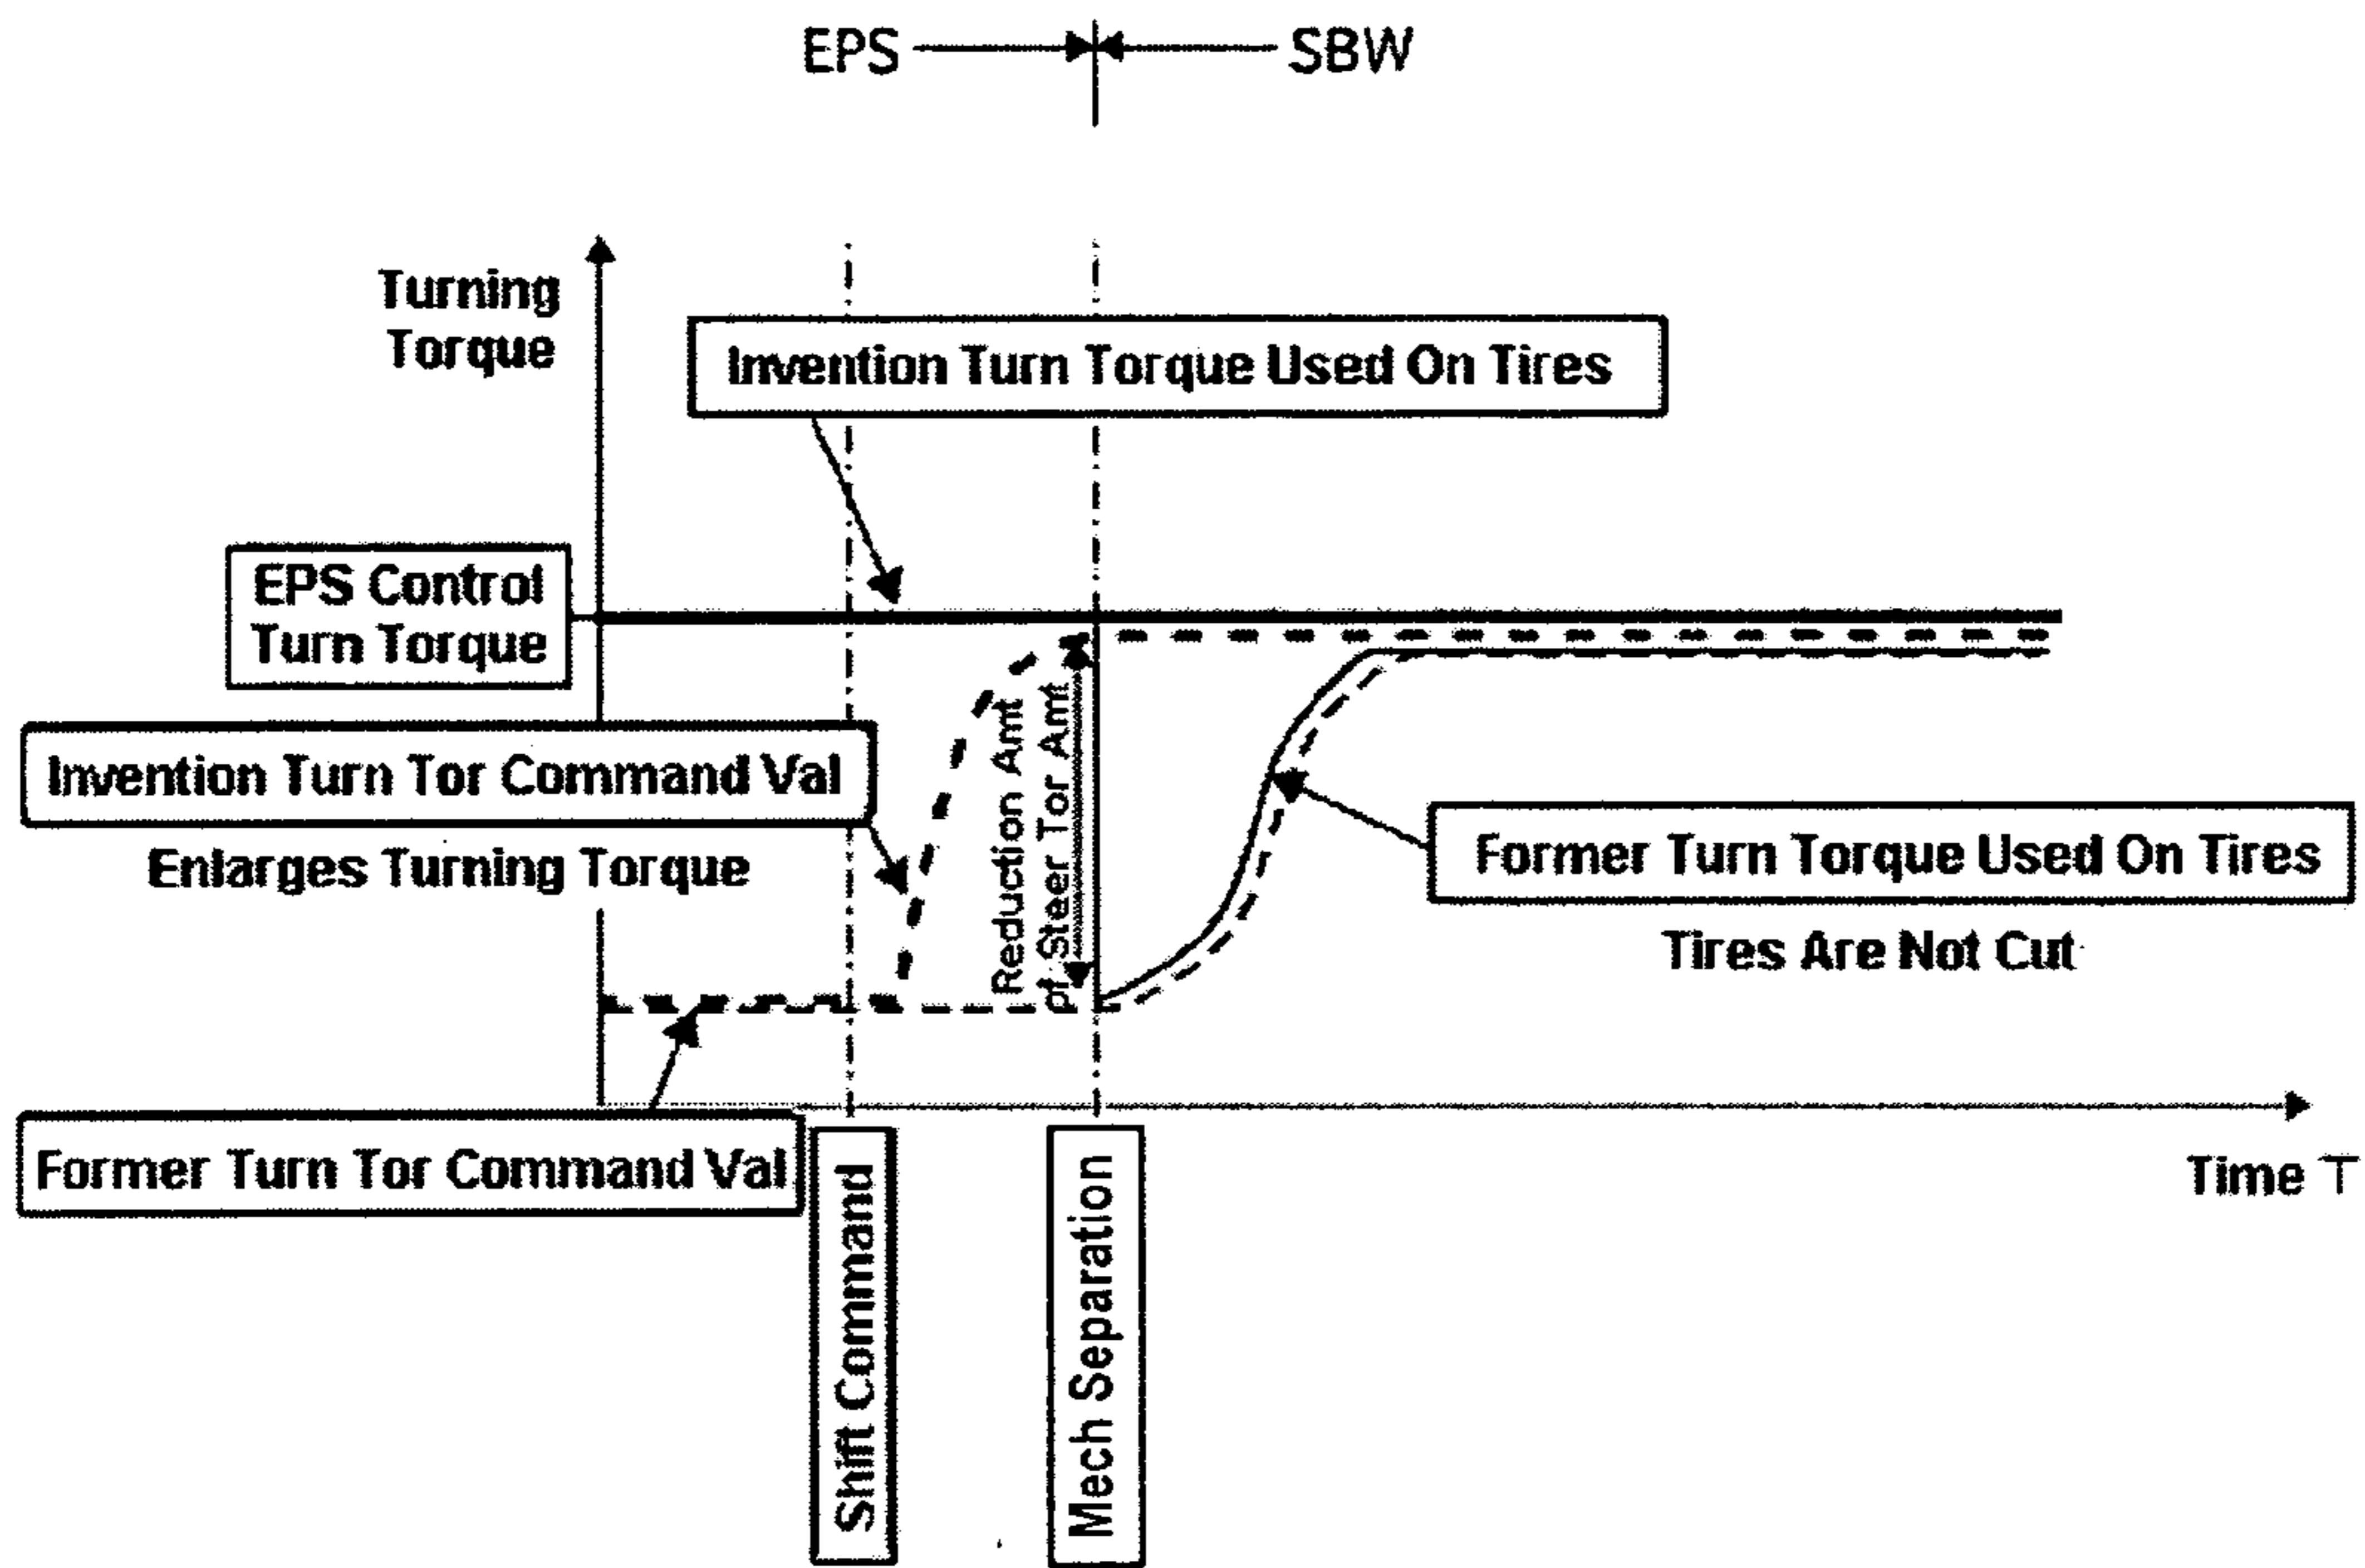 EPS
SBW
Turning
Torque
Invention Turn Torque Used On Tires
EPS Control
Turn Torque
Invention Turn Tor Command Val
Enlarges Turning Torque
Reduction Amt
of Steer Tor Amt
Former Turn Torque Used On Tires
Tires Are Not Cut
Former Turn Tor Command Val
Time T
Shift Command
Mech Separation